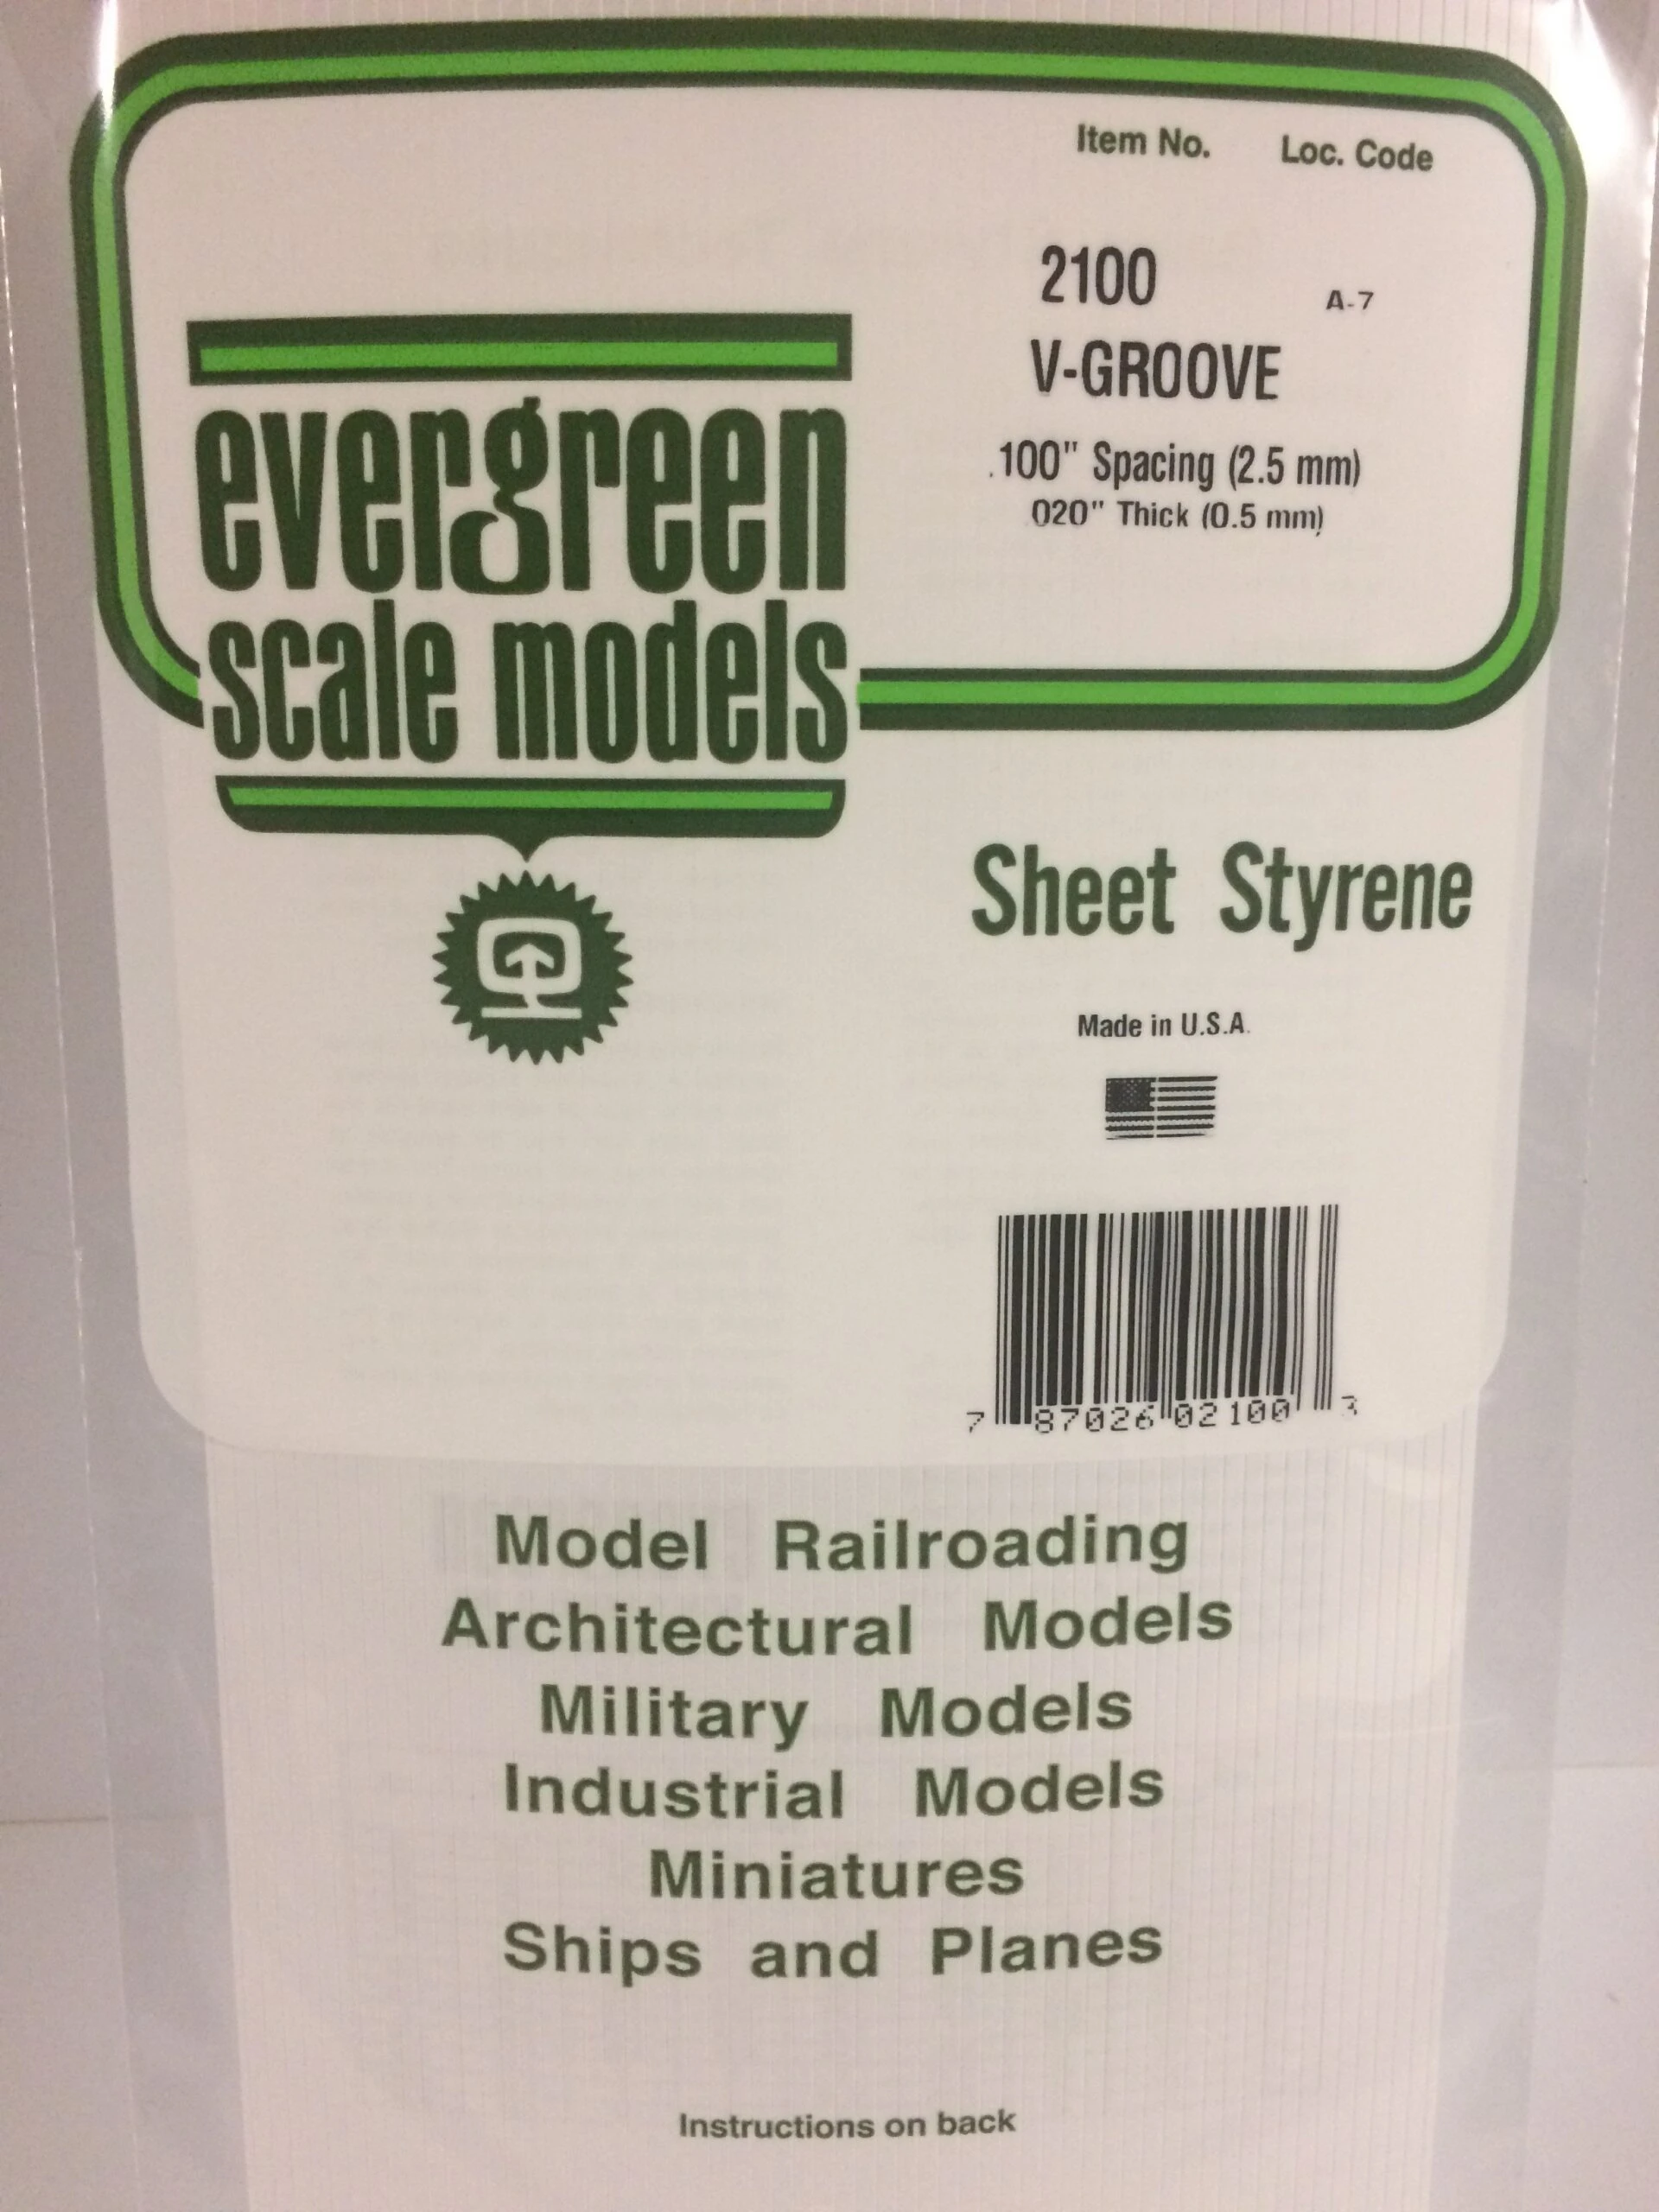 Item No. Loc. Code
2100 A-7
V-GROOVE
.100" Spacing (2.5 mm)
020" Thick (0.5 mm)
evergreen
scale models
Sheet Styrene
Made in U.S.A.
7 87026 02100 3
Model Railroading
Architectural Models
Military Models
Industrial Models
Miniatures
Ships and Planes
Instructions on back